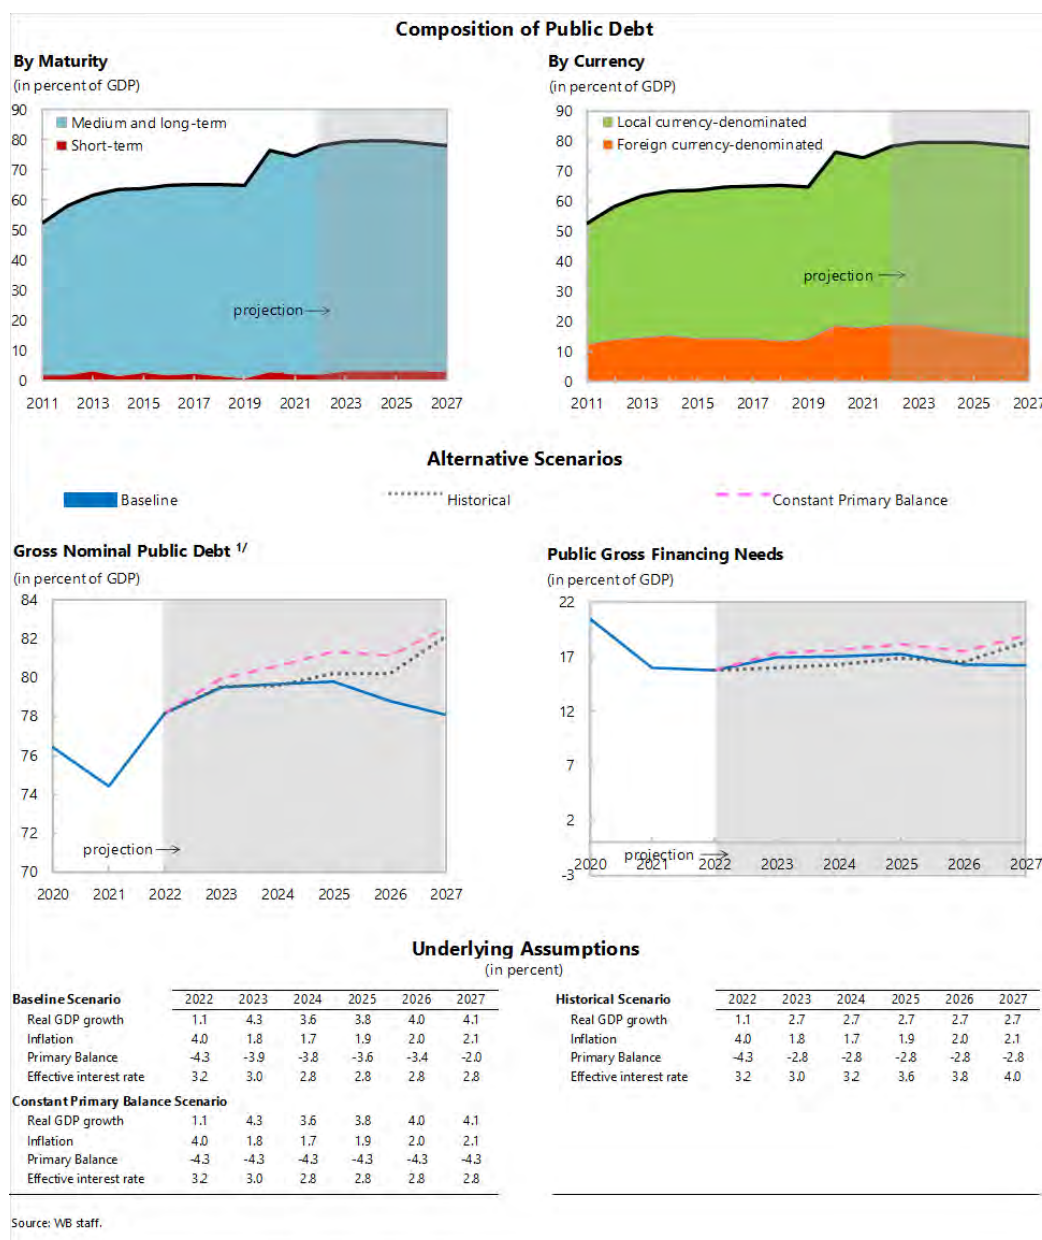 Composition of Public Debt
By Maturity
(in percent of GDP)
90
80
70
60
50
40
30
20
10
0
Medium and long-term
Short-term
projection
2011 2013 2015 2017 2019 2021 2023 2025 2027
By Currency
(in percent of GDP)
90
80
70
60
50
40
30
20
10
0
Local currency-denominated
Foreign currency-denominated
projection
2011 2013 2015 2017 2019 2021 2023 2025 2027
Alternative Scenarios
Baseline Historical Constant Primary Balance
Gross Nominal Public Debt 1/
(in percent of GDP)
84
82
80
78
76
74
72
70
projection
2020 2021 2022 2023 2024 2025 2026 2027
Public Gross Financing Needs
(in percent of GDP)
22
17
12
7
2
-3
projection
2020 2021 2022 2023 2024 2025 2026 2027
Underlying Assumptions
(in percent)
Baseline Scenario 2022 2023 2024 2025 2026 2027
Real GDP growth 1.1 4.3 3.6 3.8 4.0 4.1
Inflation 4.0 1.8 1.7 1.9 2.0 2.1
Primary Balance -4.3 -3.9 -3.8 -3.6 -3.4 -2.0
Effective interest rate 3.2 3.0 2.8 2.8 2.8 2.8
Constant Primary Balance Scenario
Real GDP growth 1.1 4.3 3.6 3.8 4.0 4.1
Inflation 4.0 1.8 1.7 1.9 2.0 2.1
Primary Balance -4.3 -4.3 -4.3 -4.3 -4.3 -4.3
Effective interest rate 3.2 3.0 2.8 2.8 2.8 2.8
Historical Scenario 2022 2023 2024 2025 2026 2027
Real GDP growth 1.1 2.7 2.7 2.7 2.7 2.7
Inflation 4.0 1.8 1.7 1.9 2.0 2.1
Primary Balance -4.3 -2.8 -2.8 -2.8 -2.8 -2.8
Effective interest rate 3.2 3.0 3.2 3.6 3.8 4.0
Source: WB staff.